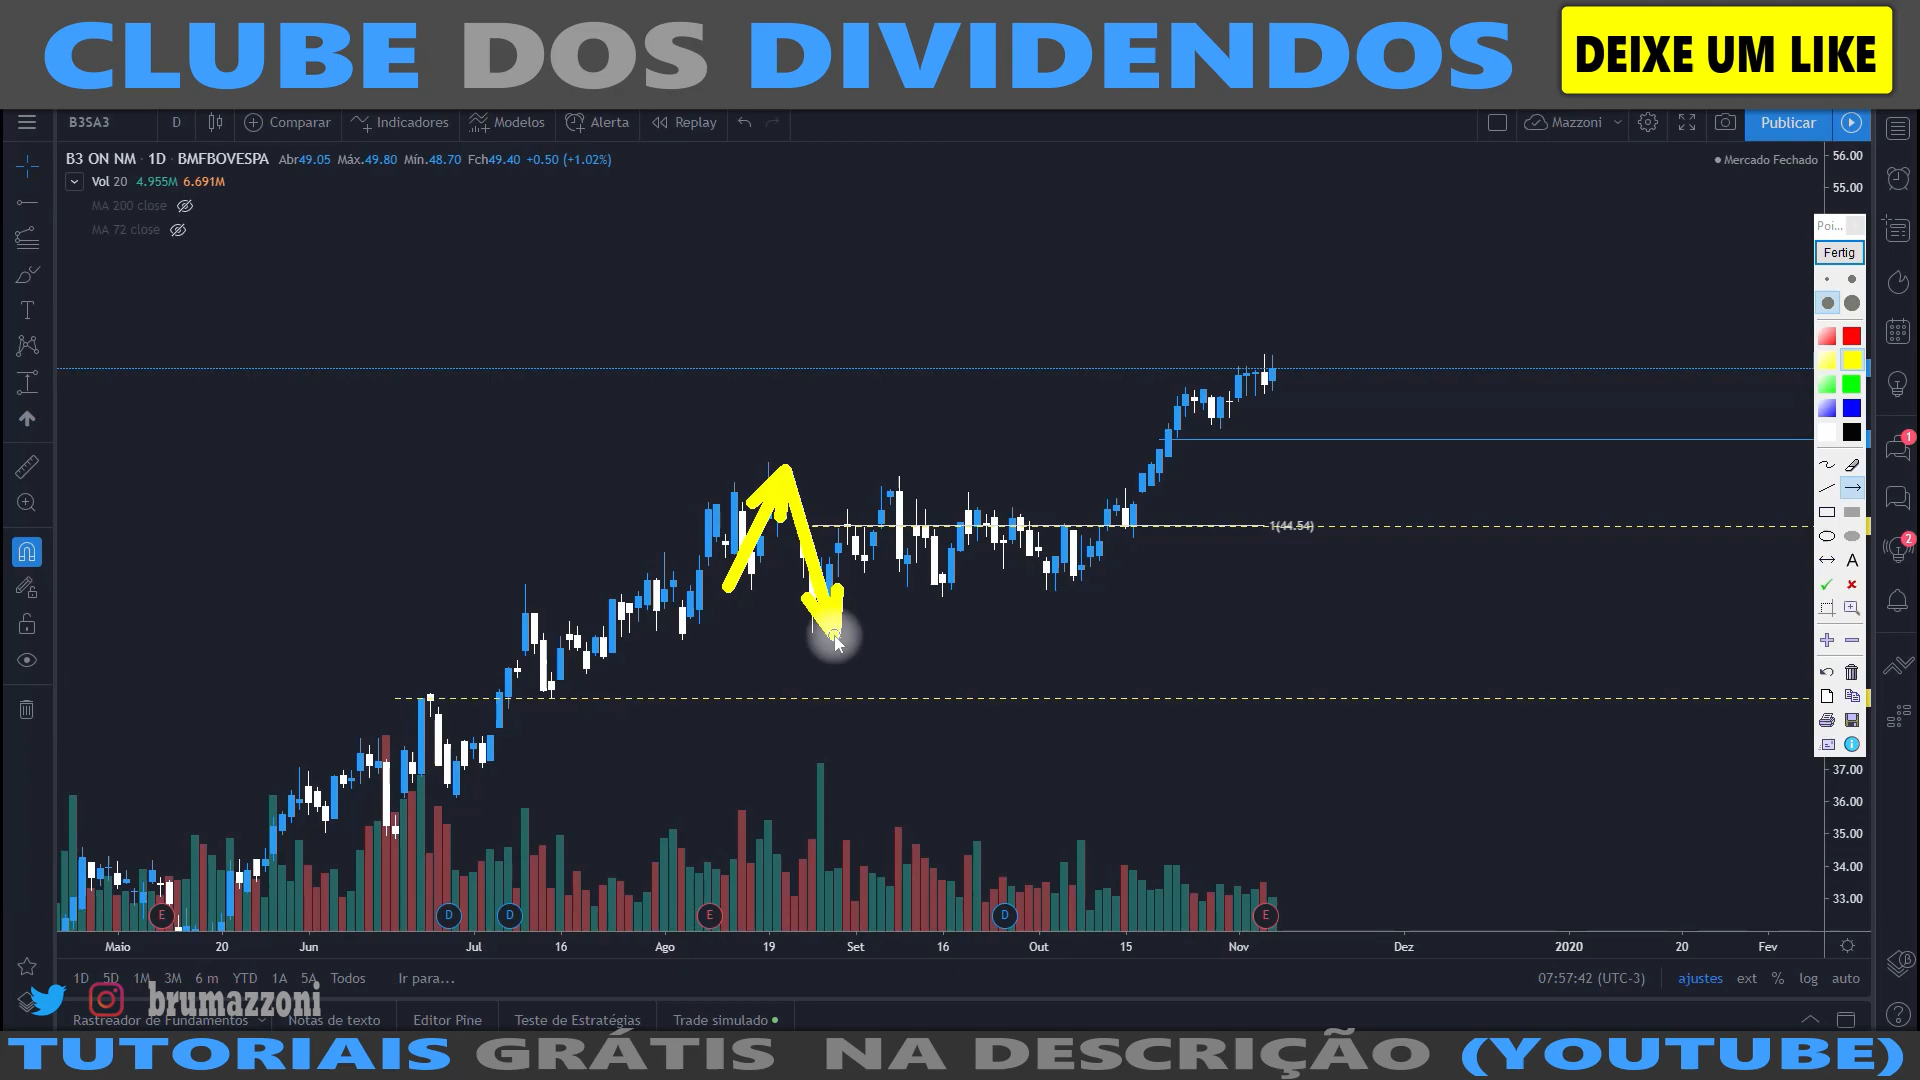 CLUBE DOS DIVIDENDOS
DEIXE UM LIKE
B3SA3 D Comparar Indicadores Modelos Alerta Replay Mazzoni Publicar
B3 ON NM · 1D · BMFBOVESPA Abr49.05 Máx.49.80 Mín.48.70 Fch49.40 +0.50 (+1.02%)
Mercado Fechado
56.00
Vol 20 4.955M 6.691M
55.00
MA 200 close
MA 72 close
Poi...
Fertig
1
1(44.54)
2
A
37.00
36.00
35.00
34.00
33.00
E D D E D E
Maio 20 Jun Jul 16 Ago 19 Set 16 Out 15 Nov Dez 2020 20 Fev
1D 5D 1M 3M 6 m YTD 1A 5A Todos Ir para...
07:57:42 (UTC-3) ajustes ext % log auto
brumazzoni
Rastreador de Fundamentos Notas de texto Editor Pine Teste de Estratégias Trade simulado
TUTORIAIS GRÁTIS NA DESCRIÇÃO (YOUTUBE)